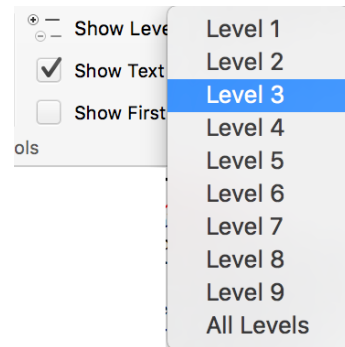 Show Leve
Show Text
Show First
ols
Level 1
Level 2
Level 3
Level 4
Level 5
Level 6
Level 7
Level 8
Level 9
All Levels